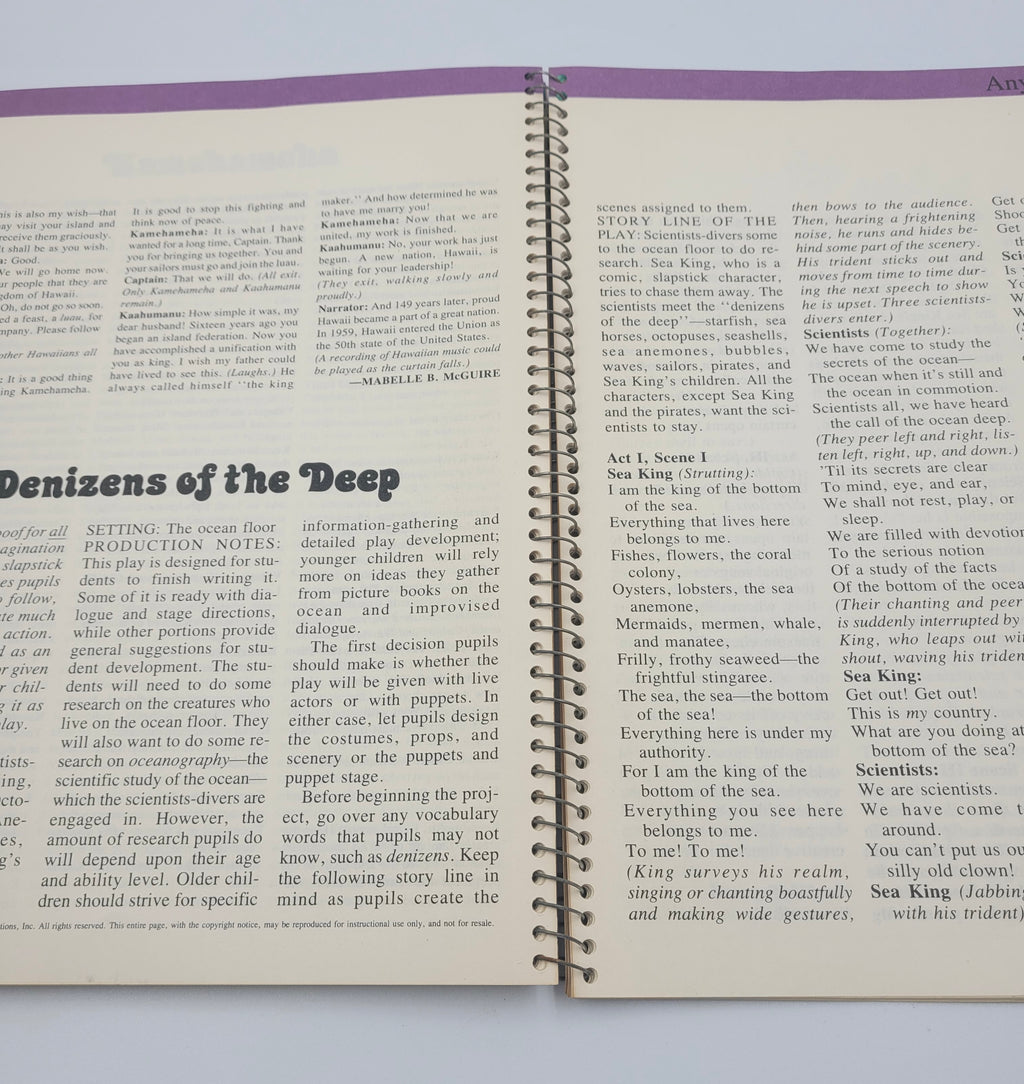 Any
his is also my wish—that
ay visit your island and
receive them graciously.
t shall be as you wish.
a: Good.
We will go home now.
ur people that they are
gdom of Hawaii.
Oh, do not go so soon.
ed a feast, a luau, for
mpany. Please follow
other Hawaiians all
: It is a good thing
ing Kamehameha.
It is good to stop this fighting and
think now of peace.
Kamehameha: It is what I have
wanted for a long time, Captain. Thank
you for bringing us together. You and
your sailors must go and join the luau.
Captain: That we will do. (All exit.
Only Kamehameha and Kaahumanu
remain.)
Kaahumanu: How simple it was, my
dear husband! Sixteen years ago you
began an island federation. Now you
have accomplished a unification with
you as king. I wish my father could
have lived to see this. (Laughs.) He
always called himself "the king
maker." And how determined he was
to have me marry you!
Kamehameha: Now that we are
united, my work is finished.
Kaahumanu: No, your work has just
begun. A new nation, Hawaii, is
waiting for your leadership!
(They exit, walking slowly and
proudly.)
Narrator: And 149 years later, proud
Hawaii became a part of a great nation.
In 1959, Hawaii entered the Union as
the 50th state of the United States.
(A recording of Hawaiian music could
be played as the curtain falls.)
—MABELLE B. McGUIRE
Denizens of the Deep
oof for all
agination
slapstick
es pupils
o follow,
te much
action.
d as an
or given
r chil-
g it as
lay.
tists-
ing,
cto-
ne-
es,
g's
SETTING: The ocean floor
PRODUCTION NOTES:
This play is designed for stu-
dents to finish writing it.
Some of it is ready with dia-
logue and stage directions,
while other portions provide
general suggestions for stu-
dent development. The stu-
dents will need to do some
research on the creatures who
live on the ocean floor. They
will also want to do some re-
search on oceanography—the
scientific study of the ocean—
which the scientists-divers are
engaged in. However, the
amount of research pupils do
will depend upon their age
and ability level. Older chil-
dren should strive for specific
information-gathering and
detailed play development;
younger children will rely
more on ideas they gather
from picture books on the
ocean and improvised
dialogue.
The first decision pupils
should make is whether the
play will be given with live
actors or with puppets. In
either case, let pupils design
the costumes, props, and
scenery or the puppets and
puppet stage.
Before beginning the proj-
ect, go over any vocabulary
words that pupils may not
know, such as denizens. Keep
the following story line in
mind as pupils create the
tions, Inc. All rights reserved. This entire page, with the copyright notice, may be reproduced for instructional use only, and not for resale.
scenes assigned to them.
STORY LINE OF THE
PLAY: Scientists-divers some
to the ocean floor to do re-
search. Sea King, who is a
comic, slapstick character,
tries to chase them away. The
scientists meet the "denizens
of the deep"—starfish, sea
horses, octopuses, seashells,
sea anemones, bubbles,
waves, sailors, pirates, and
Sea King's children. All the
characters, except Sea King
and the pirates, want the sci-
entists to stay.
Act I, Scene I
Sea King (Strutting):
I am the king of the bottom
of the sea.
Everything that lives here
belongs to me.
Fishes, flowers, the coral
colony,
Oysters, lobsters, the sea
anemone,
Mermaids, mermen, whale,
and manatee,
Frilly, frothy seaweed—the
frightful stingaree.
The sea, the sea—the bottom
of the sea!
Everything here is under my
authority.
For I am the king of the
bottom of the sea.
Everything you see here
belongs to me.
To me! To me!
(King surveys his realm,
singing or chanting boastfully
and making wide gestures,
then bows to the audience.
Then, hearing a frightening
noise, he runs and hides be-
hind some part of the scenery.
His trident sticks out and
moves from time to time dur-
ing the next speech to show
he is upset. Three scientists-
divers enter.)
Scientists (Together):
We have come to study the
secrets of the ocean—
The ocean when it's still and
the ocean in commotion.
Scientists all, we have heard
the call of the ocean deep.
(They peer left and right, lis-
ten left, right, up, and down.)
'Til its secrets are clear
To mind, eye, and ear,
We shall not rest, play, or
sleep.
We are filled with devotion
To the serious notion
Of a study of the facts
Of the bottom of the ocea
(Their chanting and peer
is suddenly interrupted by
King, who leaps out wi
shout, waving his triden
Sea King:
Get out! Get out!
This is my country.
What are you doing at
bottom of the sea?
Scientists:
We are scientists.
We have come t
around.
You can't put us ou
silly old clown!
Sea King (Jabbing
with his trident)
Get o
Shoo
Get
Th
Sci
Is
Yo
W